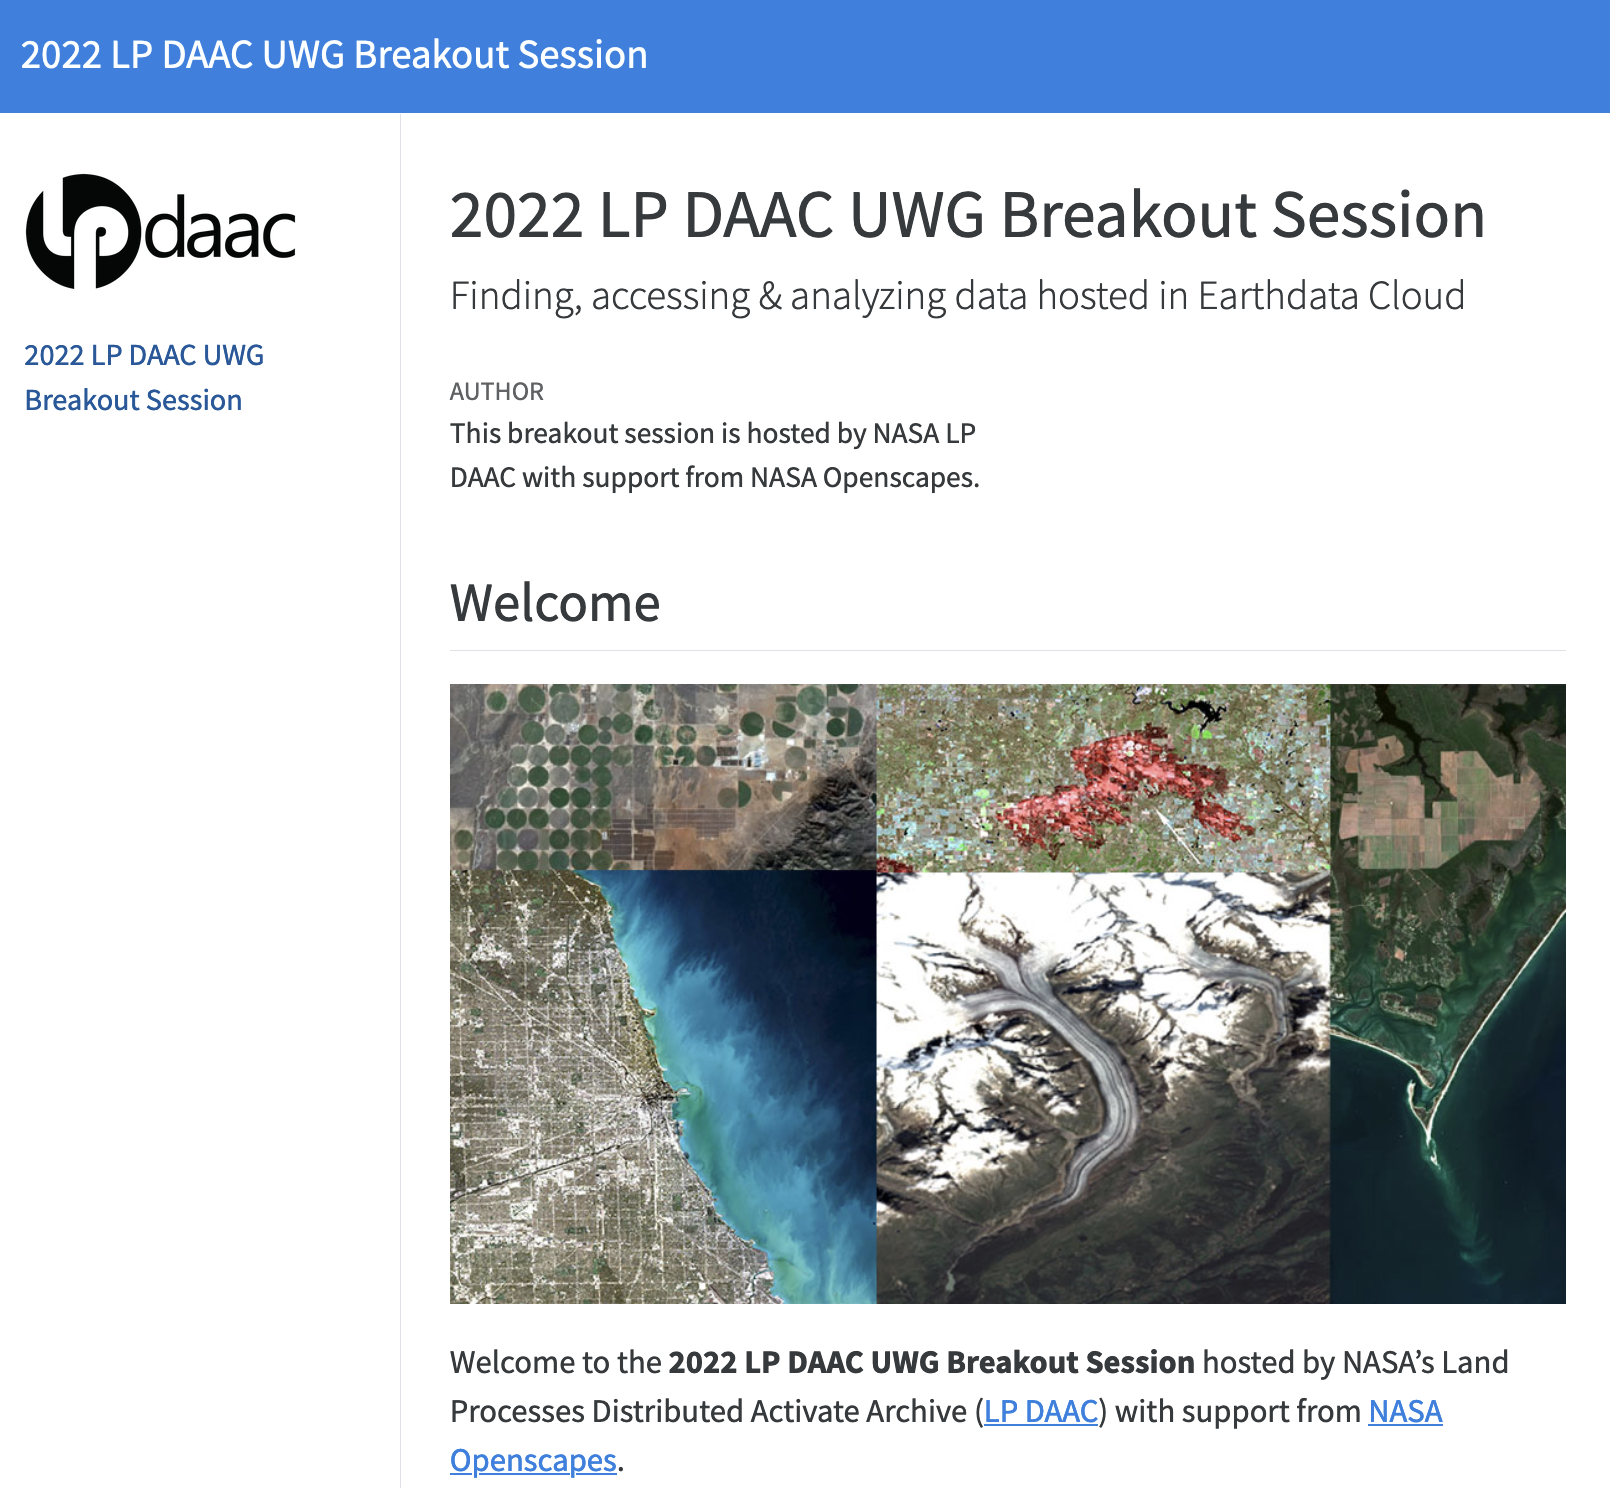 2022 LP DAAC UWG Breakout Session
LPdaac
2022 LP DAAC UWG
Breakout Session
2022 LP DAAC UWG Breakout Session
Finding, accessing & analyzing data hosted in Earthdata Cloud
AUTHOR
This breakout session is hosted by NASA LP
DAAC with support from NASA Openscapes.
Welcome
Welcome to the 2022 LP DAAC UWG Breakout Session hosted by NASA’s Land
Processes Distributed Activate Archive (LP DAAC) with support from NASA
Openscapes.